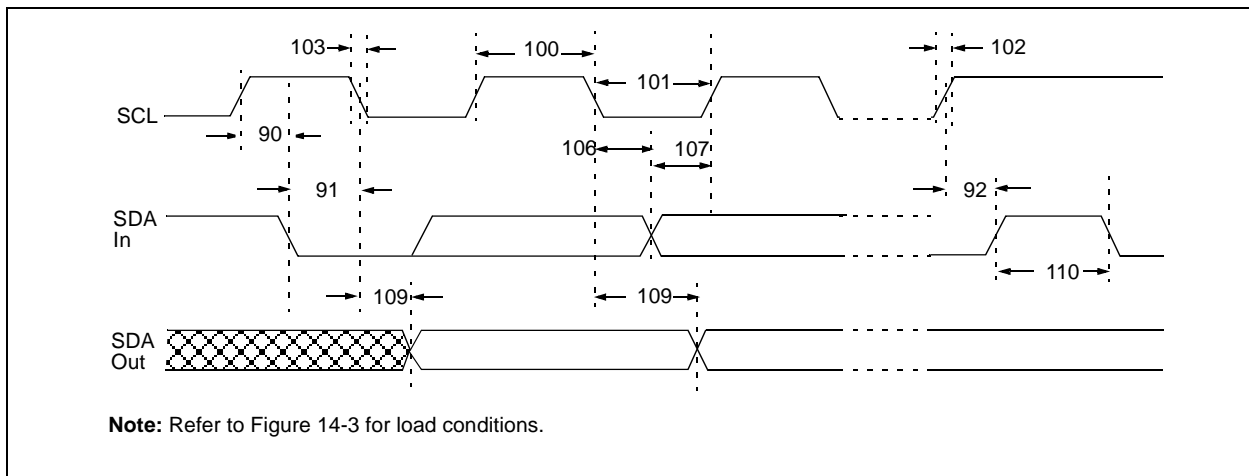 103
100
102
101
SCL
90
106
107
91
92
SDA
In
110
109
109
SDA
Out
Note: Refer to Figure 14-3 for load conditions.